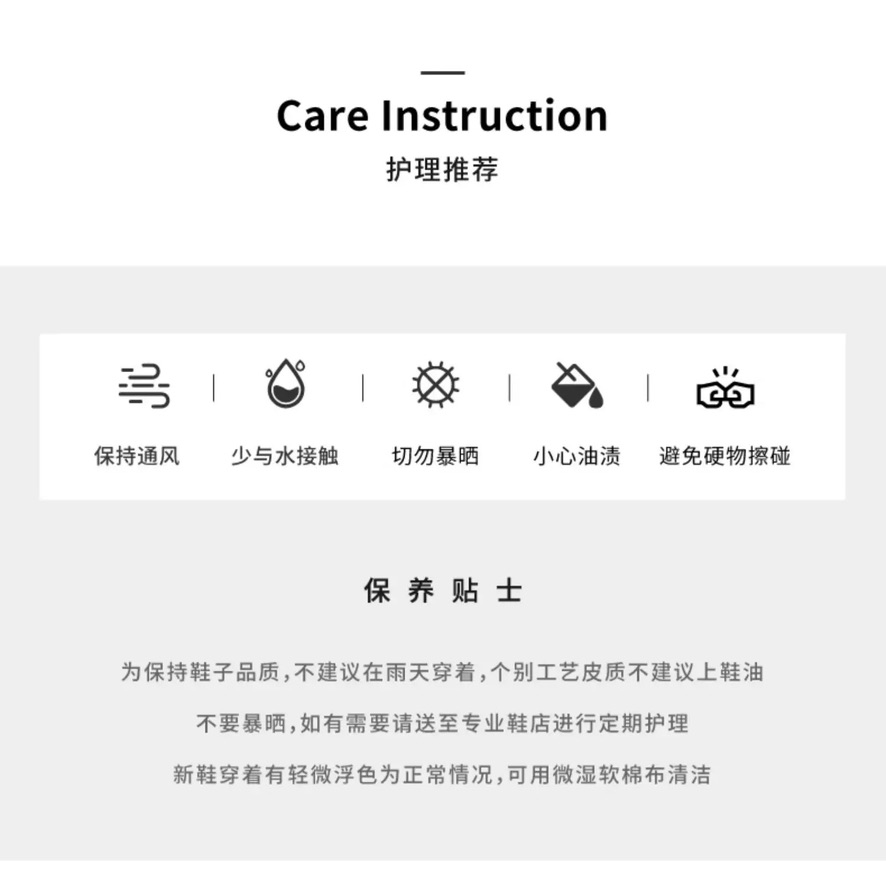 Care Instruction
护理推荐
保持通风
少与水接触
切勿暴晒
小心油渍
避免硬物擦碰
保养贴士
为保持鞋子品质,不建议在雨天穿着,个别工艺皮质不建议上鞋油
不要暴晒,如有需要请送至专业鞋店进行定期护理
新鞋穿着有轻微浮色为正常情况,可用微湿软棉布清洁